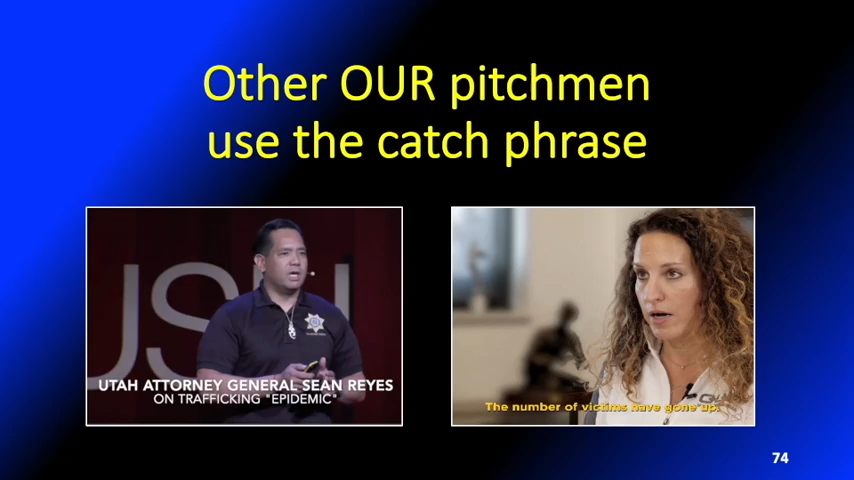 Other OUR pitchmen
use the catch phrase
USH
UTAH ATTORNEY GENERAL SEAN REYES
ON TRAFFICKING "EPIDEMIC"
The number of victims have gone up.
74